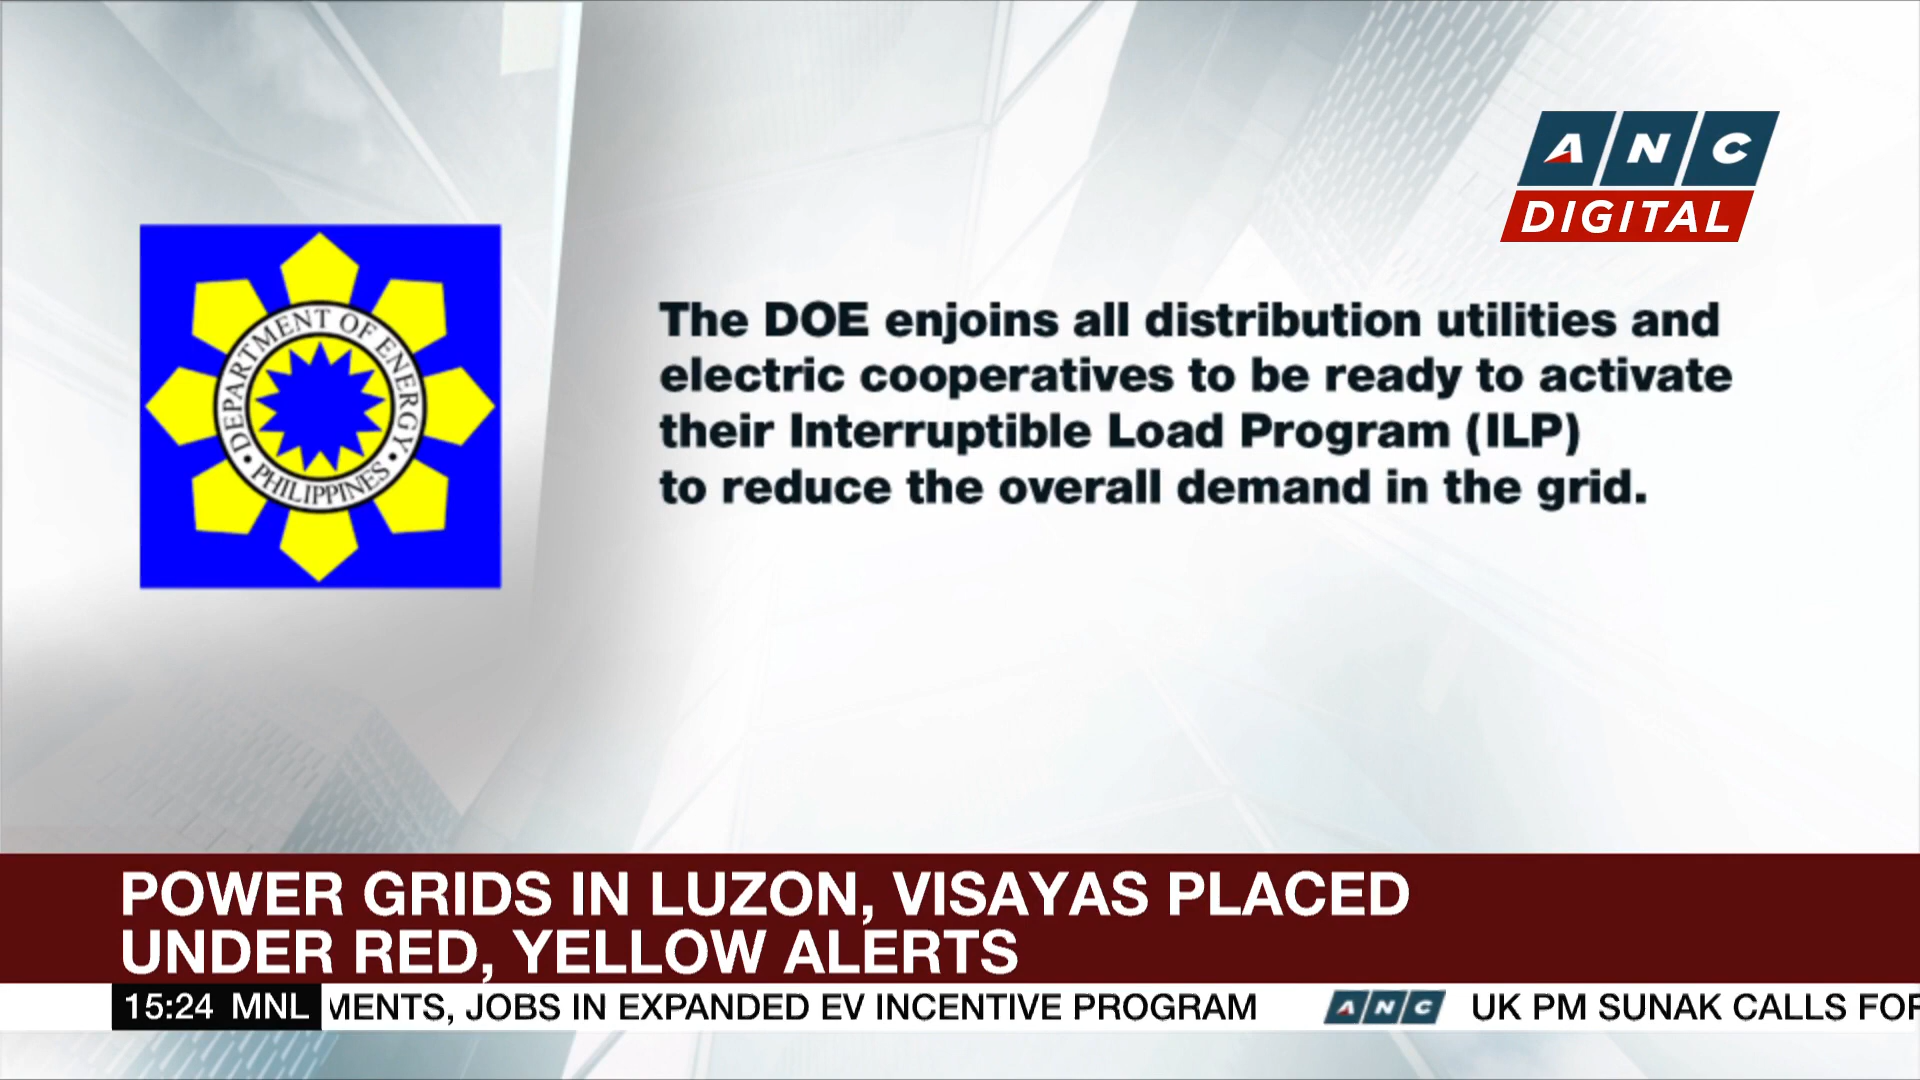 ANC
DIGITAL
DEPARTMENT OF ENERGY
PHILIPPINES
The DOE enjoins all distribution utilities and
electric cooperatives to be ready to activate
their Interruptible Load Program (ILP)
to reduce the overall demand in the grid.
POWER GRIDS IN LUZON, VISAYAS PLACED
UNDER RED, YELLOW ALERTS
15:24 MNL MENTS, JOBS IN EXPANDED EV INCENTIVE PROGRAM ANC UK PM SUNAK CALLS FOR